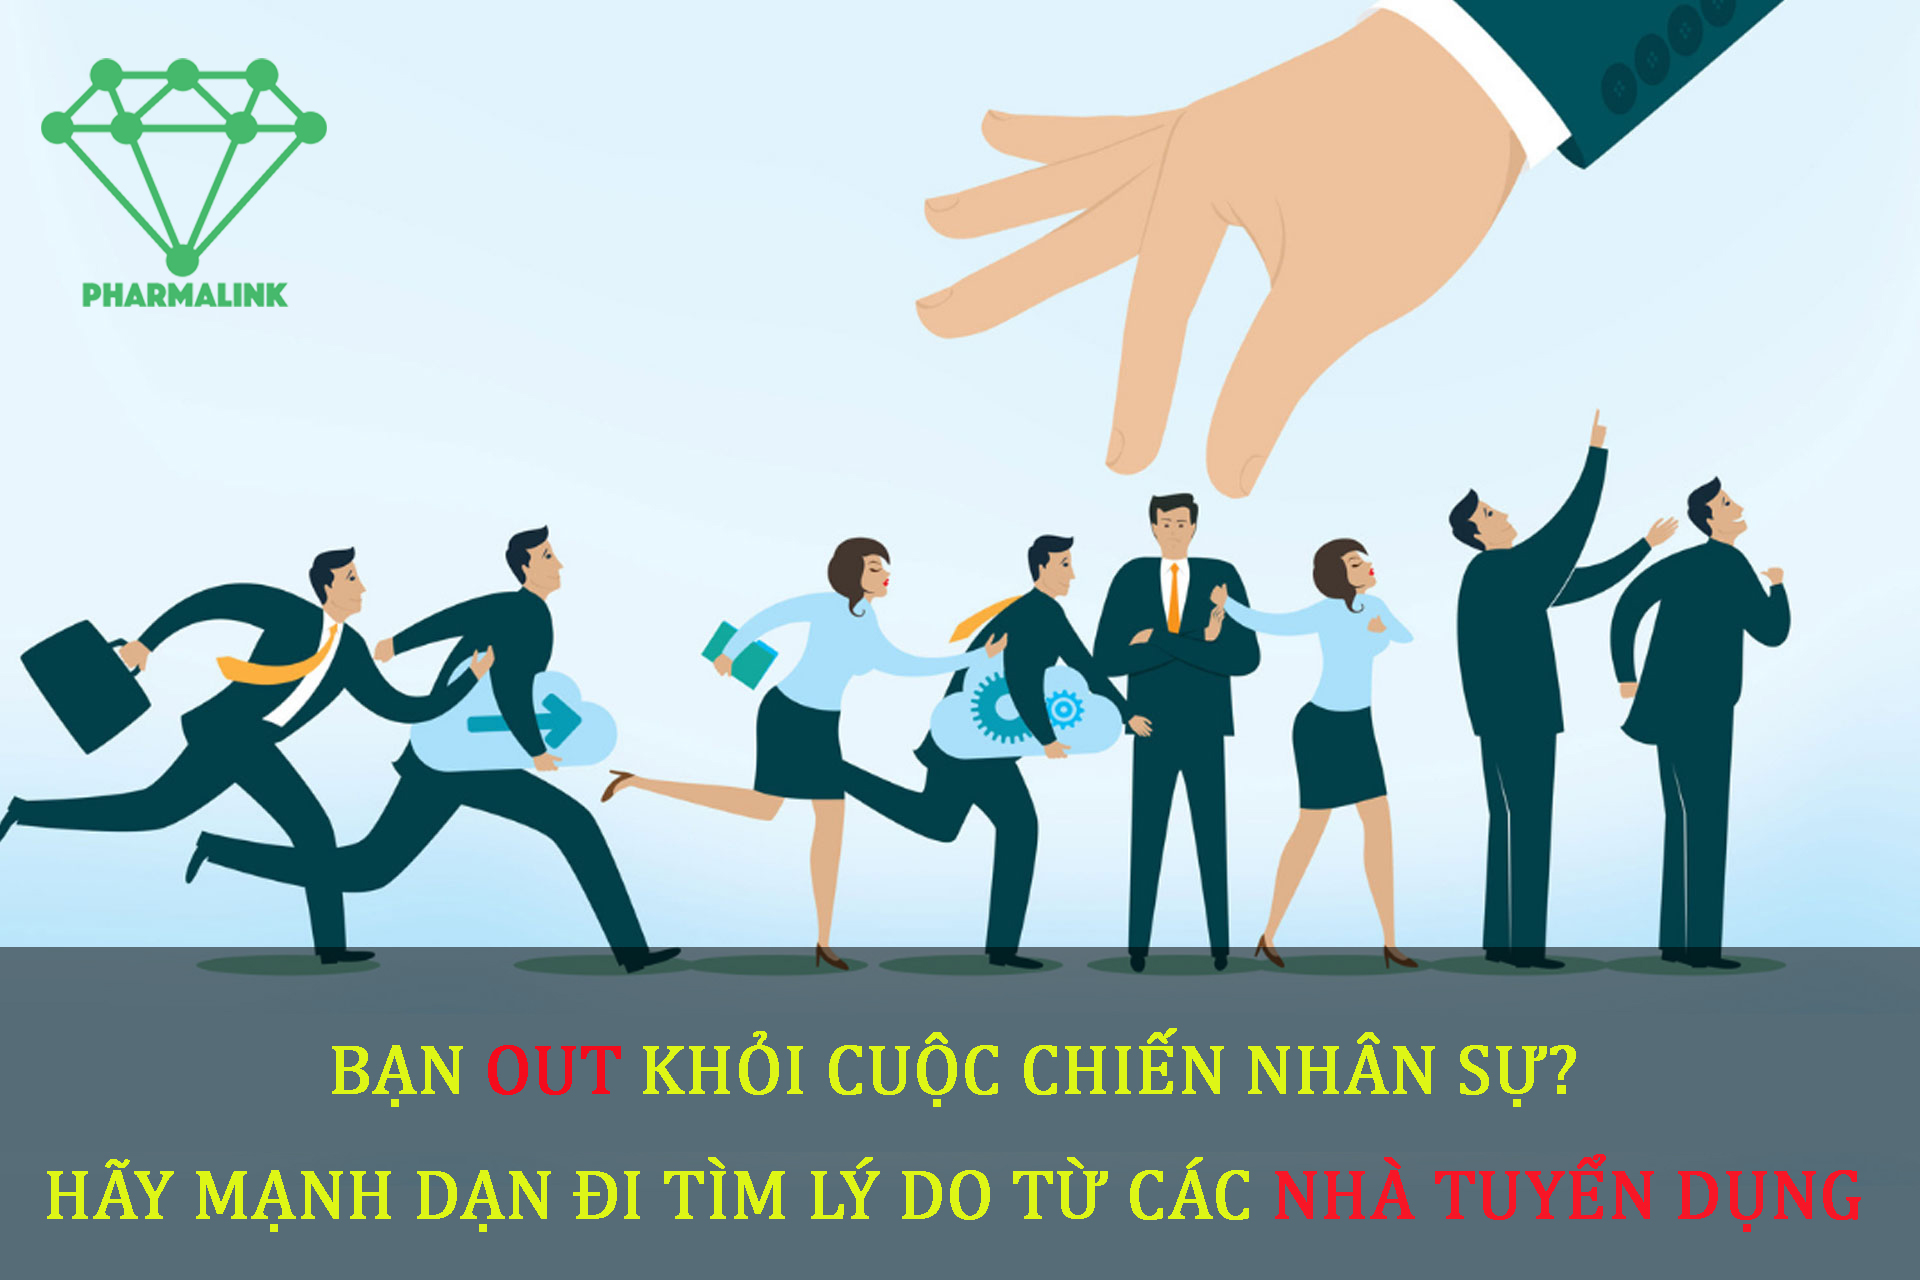 PHARMALINK
BẠN OUT KHỎI CUỘC CHIẾN NHÂN SỰ?
HÃY MẠNH DẠN ĐI TÌM LÝ DO TỪ CÁC NHÀ TUYỂN DỤNG